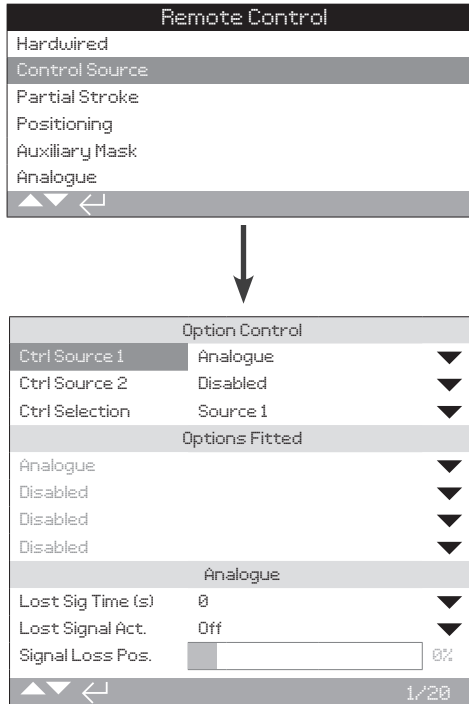 Remote Control
Hardwired
Control Source
Partial Stroke
Positioning
Auxiliary Mask
Analogue
Option Control
Ctrl Source 1 Analogue
Ctrl Source 2 Disabled
Ctrl Selection Source 1
Options Fitted
Analogue
Disabled
Disabled
Disabled
Analogue
Lost Sig Time (s) 0
Lost Signal Act. Off
Signal Loss Pos. 0%
1/20